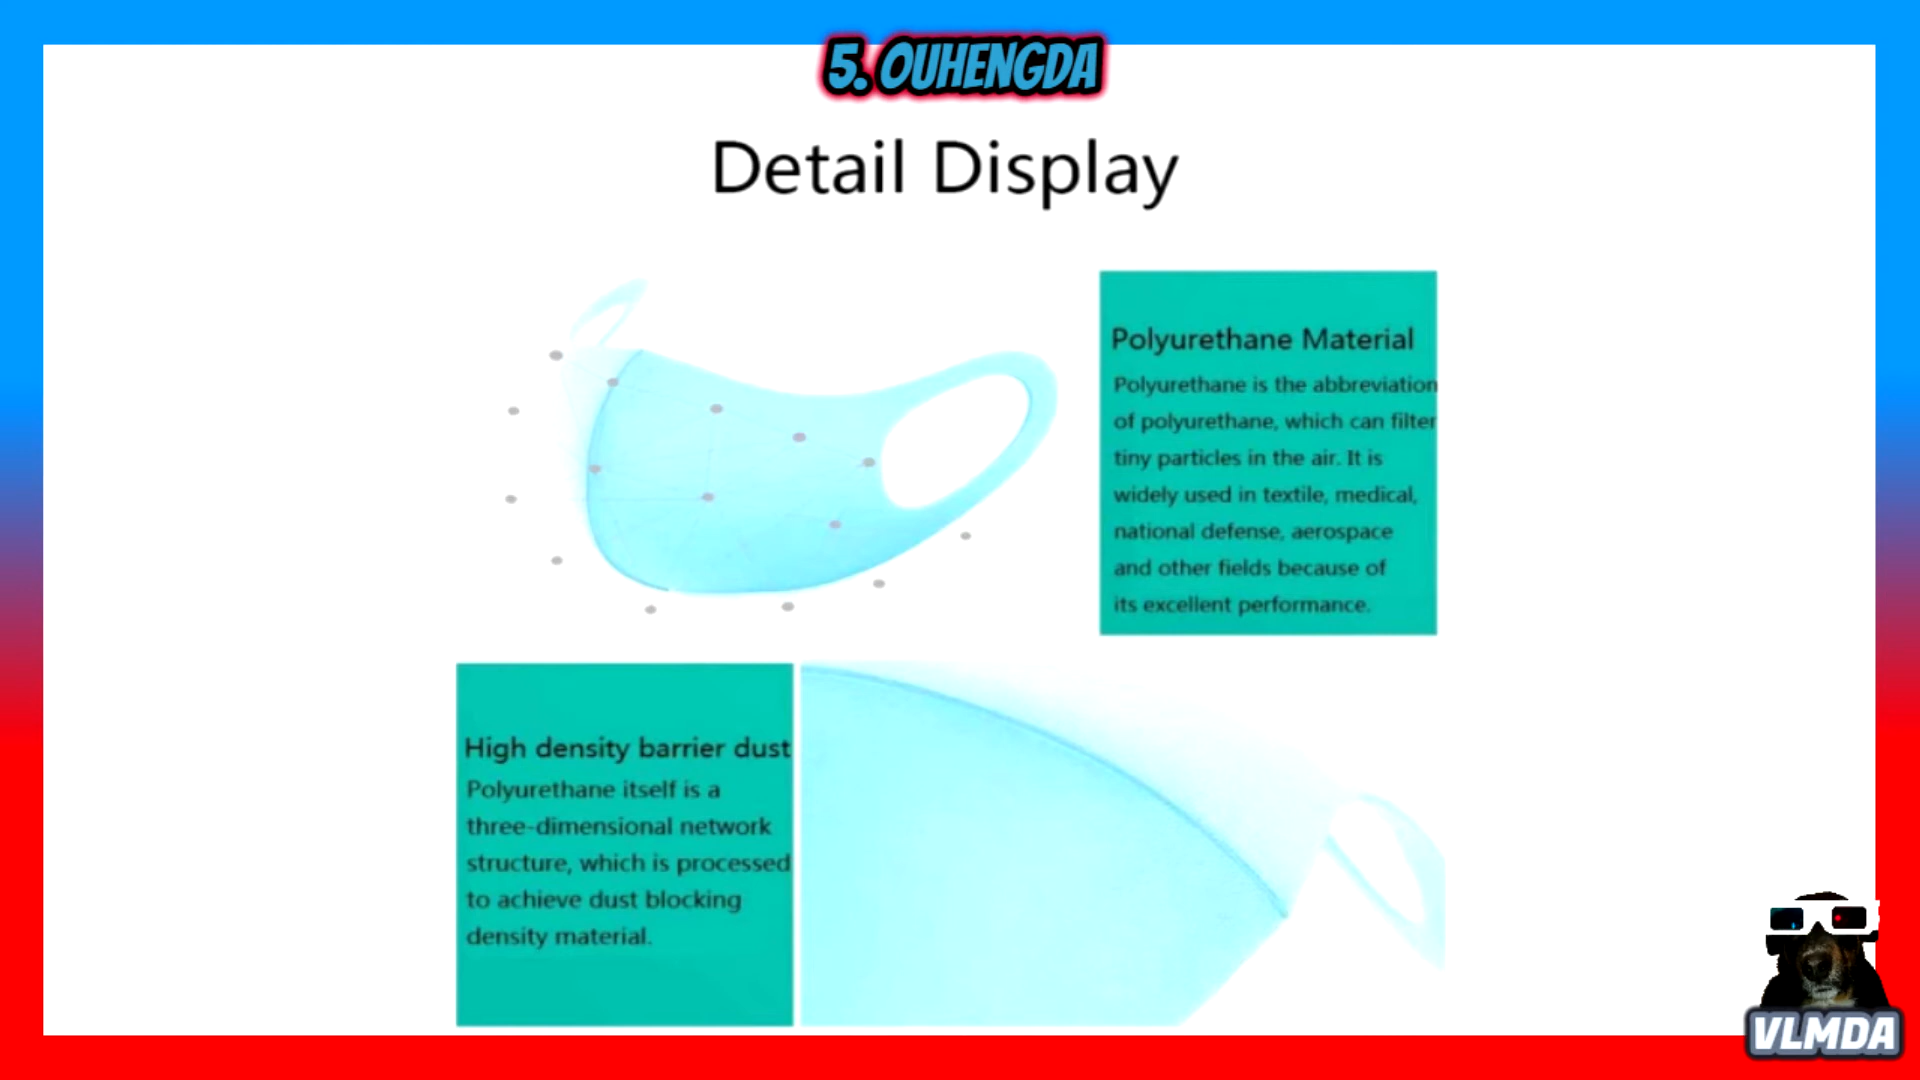 5. OUHENGDA
Detail Display
Polyurethane Material
Polyurethane is the abbreviation
of polyurethane, which can filter
tiny particles in the air. It is
widely used in textile, medical,
national defense, aerospace
and other fields because of
its excellent performance.
High density barrier dust
Polyurethane itself is a
three-dimensional network
structure, which is processed
to achieve dust blocking
density material.
VLMDA